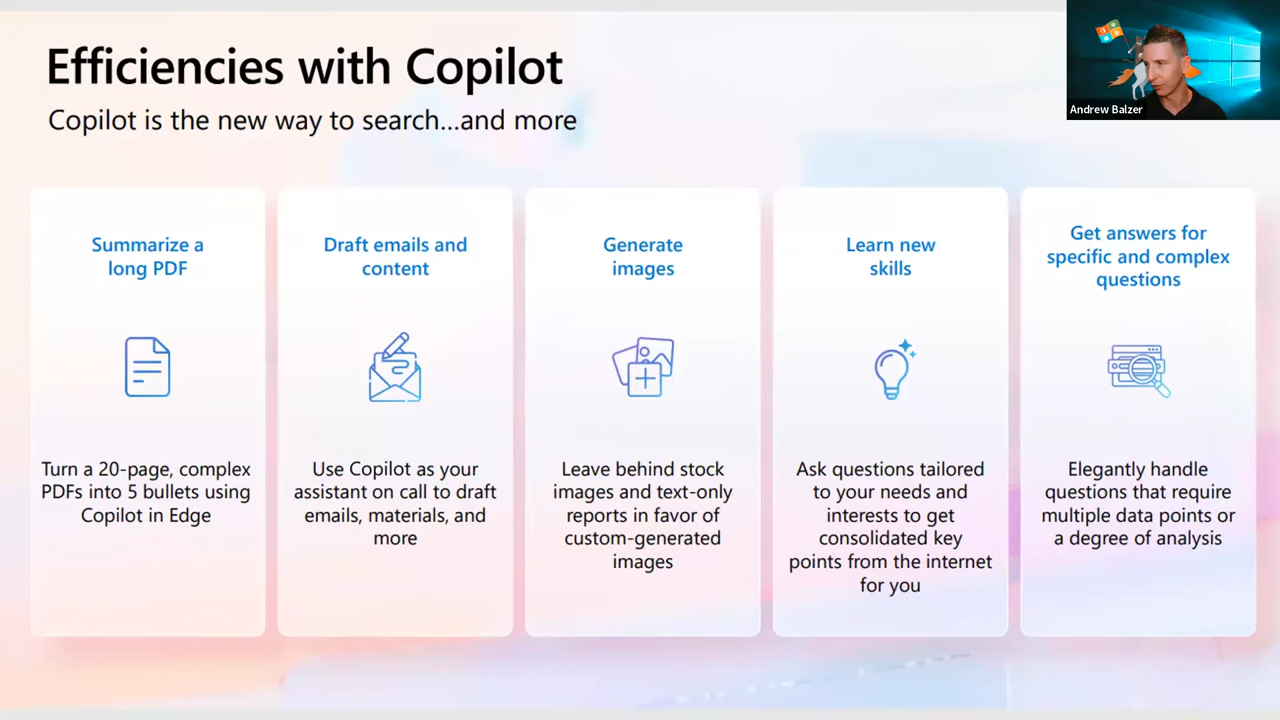 Efficiencies with Copilot
Copilot is the new way to search...and more
Andrew Balzer
Summarize a
long PDF
Turn a 20-page, complex
PDFs into 5 bullets using
Copilot in Edge
Draft emails and
content
Use Copilot as your
assistant on call to draft
emails, materials, and
more
Generate
images
Leave behind stock
images and text-only
reports in favor of
custom-generated
images
Learn new
skills
Ask questions tailored
to your needs and
interests to get
consolidated key
points from the internet
for you
Get answers for
specific and complex
questions
Elegantly handle
questions that require
multiple data points or
a degree of analysis